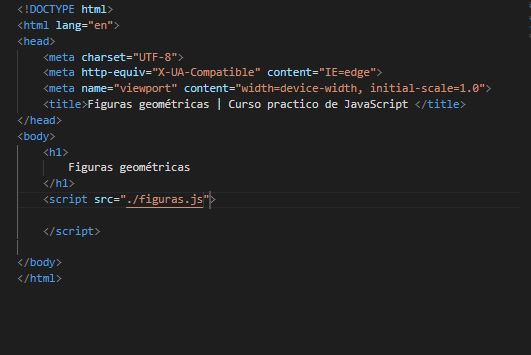 <!DOCTYPE html>
<html lang="en">
<head>
    <meta charset="UTF-8">
    <meta http-equiv="X-UA-Compatible" content="IE=edge">
    <meta name="viewport" content="width=device-width, initial-scale=1.0">
    <title>Figuras geométricas | Curso practico de JavaScript </title>
</head>
<body>
    <h1>
        Figuras geométricas
    </h1>
    <script src="./figuras.js">
    </script>
</body>
</html>